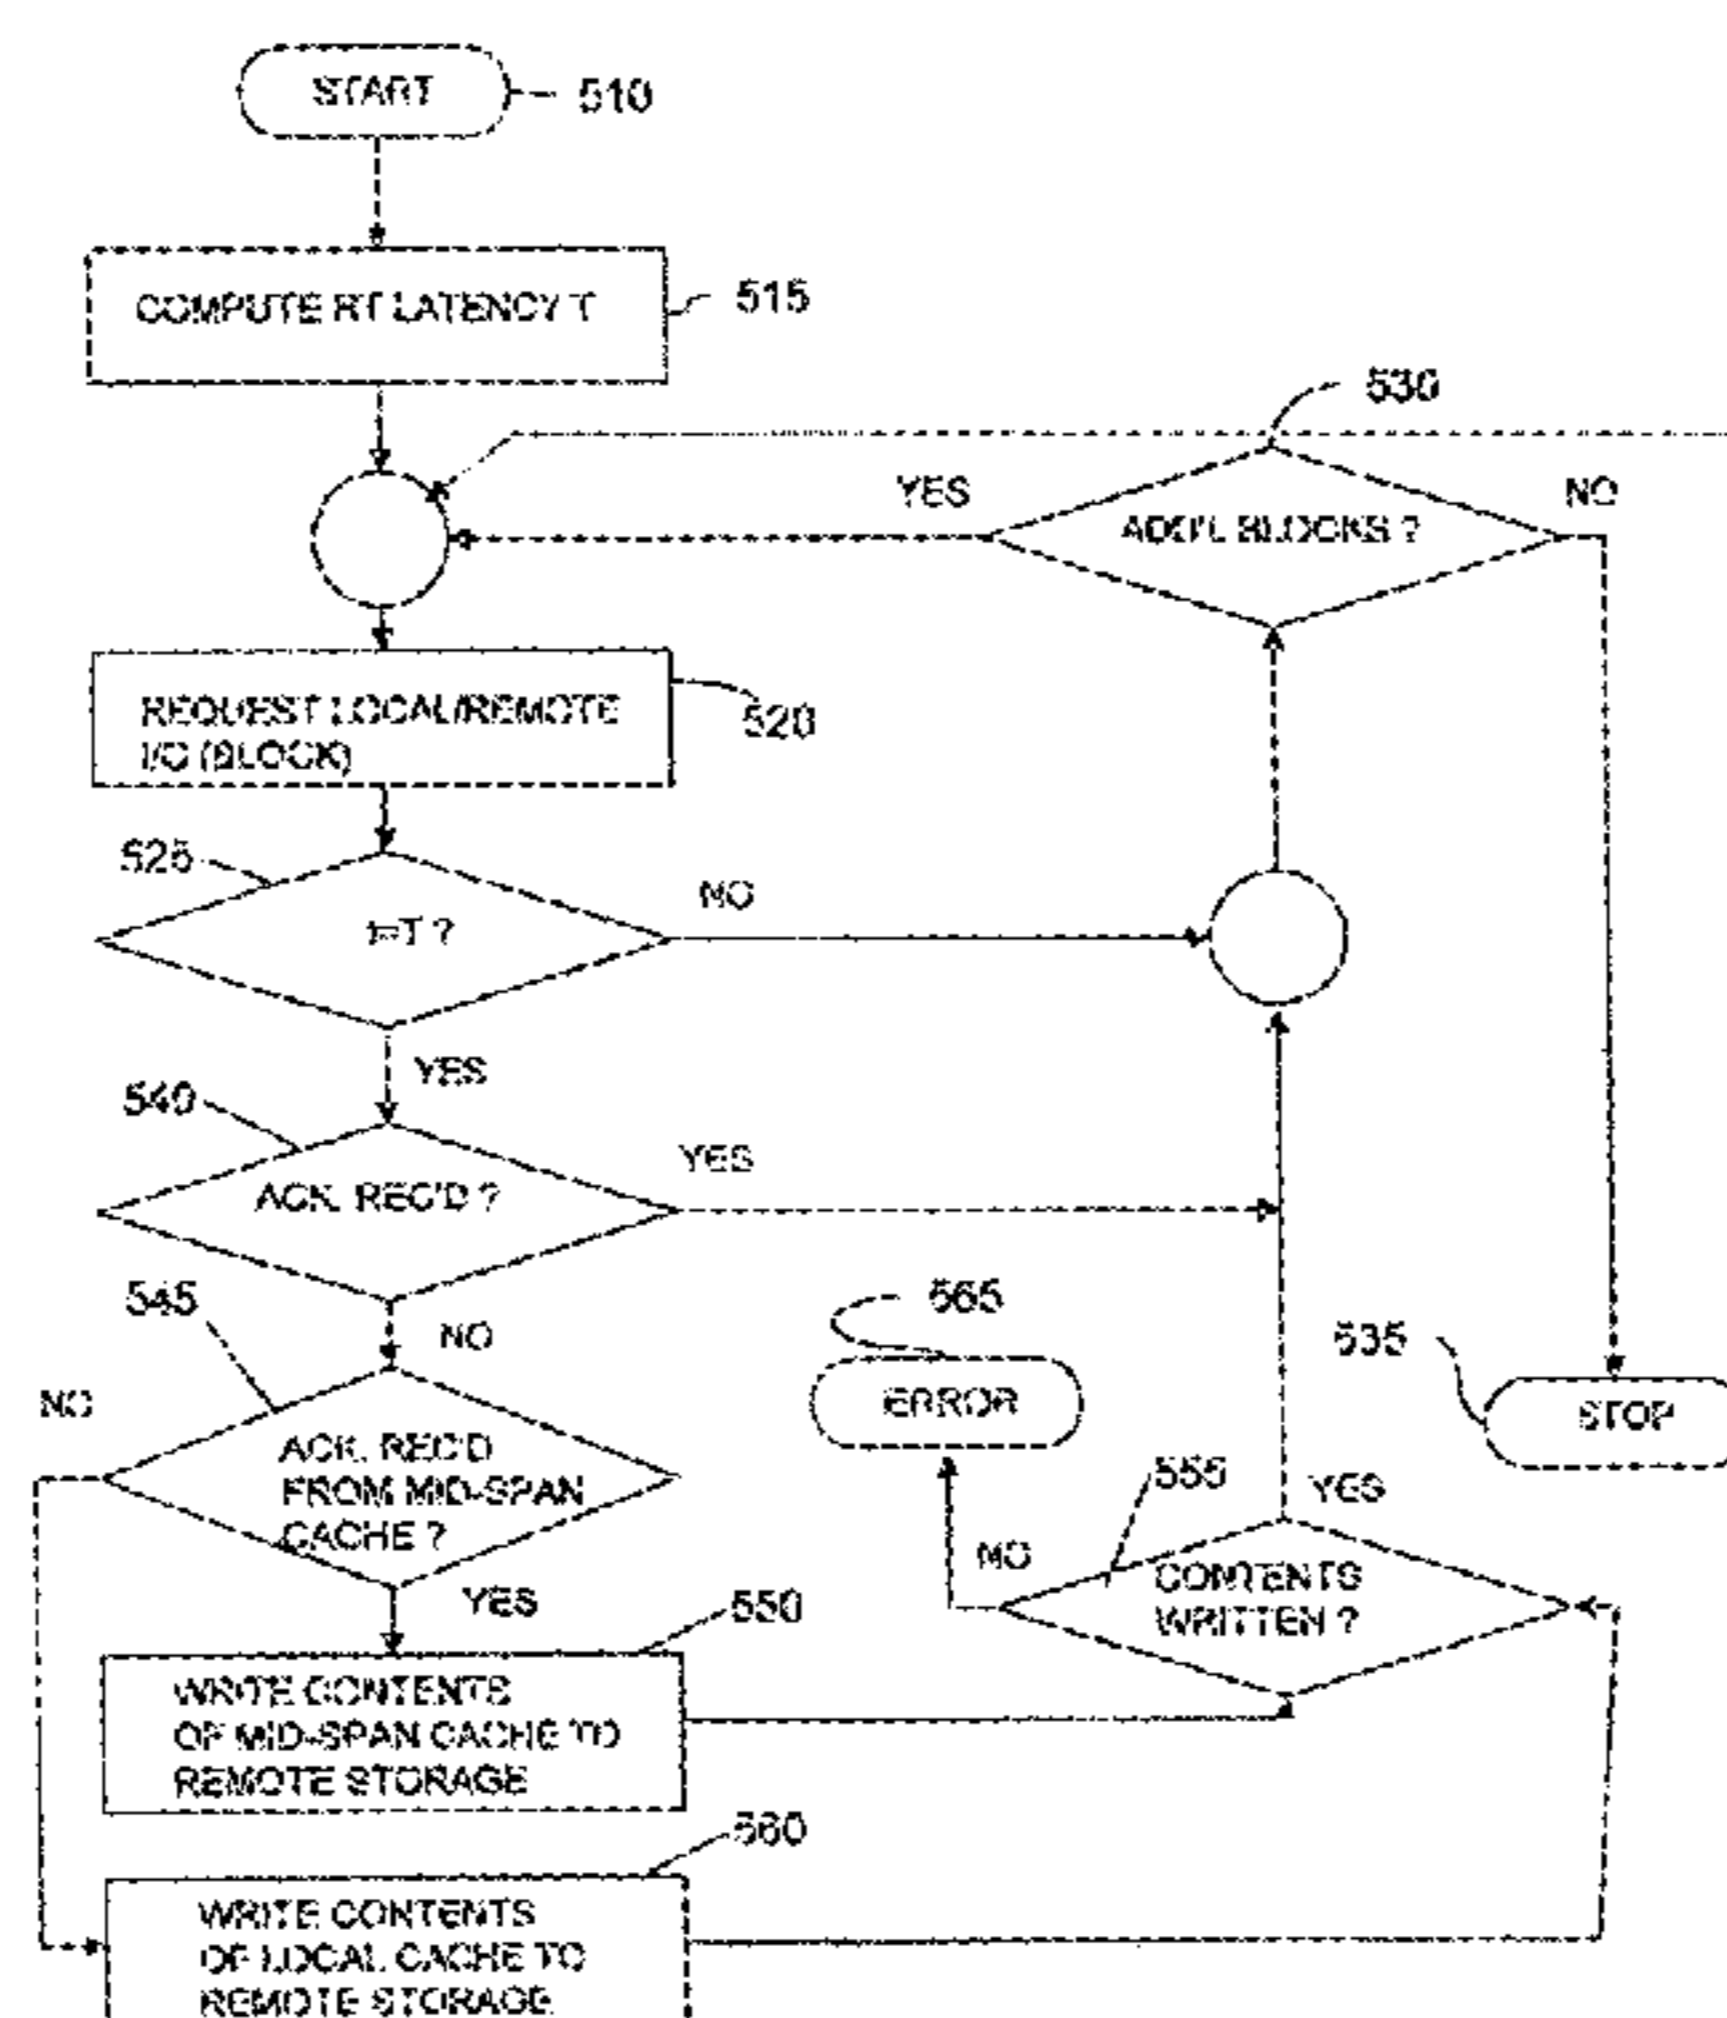 START
510
COMPUTE RT LATENCY T
515
530
YES
ADD'L BLOCKS ?
NO
REQUEST LOCAL/REMOTE
I/O (BLOCK)
520
525
t=T ?
NO
YES
540
ACK. REC'D ?
YES
545
NO
565
ERROR
535
STOP
NO
ACK. REC'D
FROM MID-SPAN
CACHE ?
YES
555
YES
NO
CONTENTS
WRITTEN ?
550
WRITE CONTENTS
OF MID-SPAN CACHE TO
REMOTE STORAGE
560
WRITE CONTENTS
OF LOCAL CACHE TO
REMOTE STORAGE